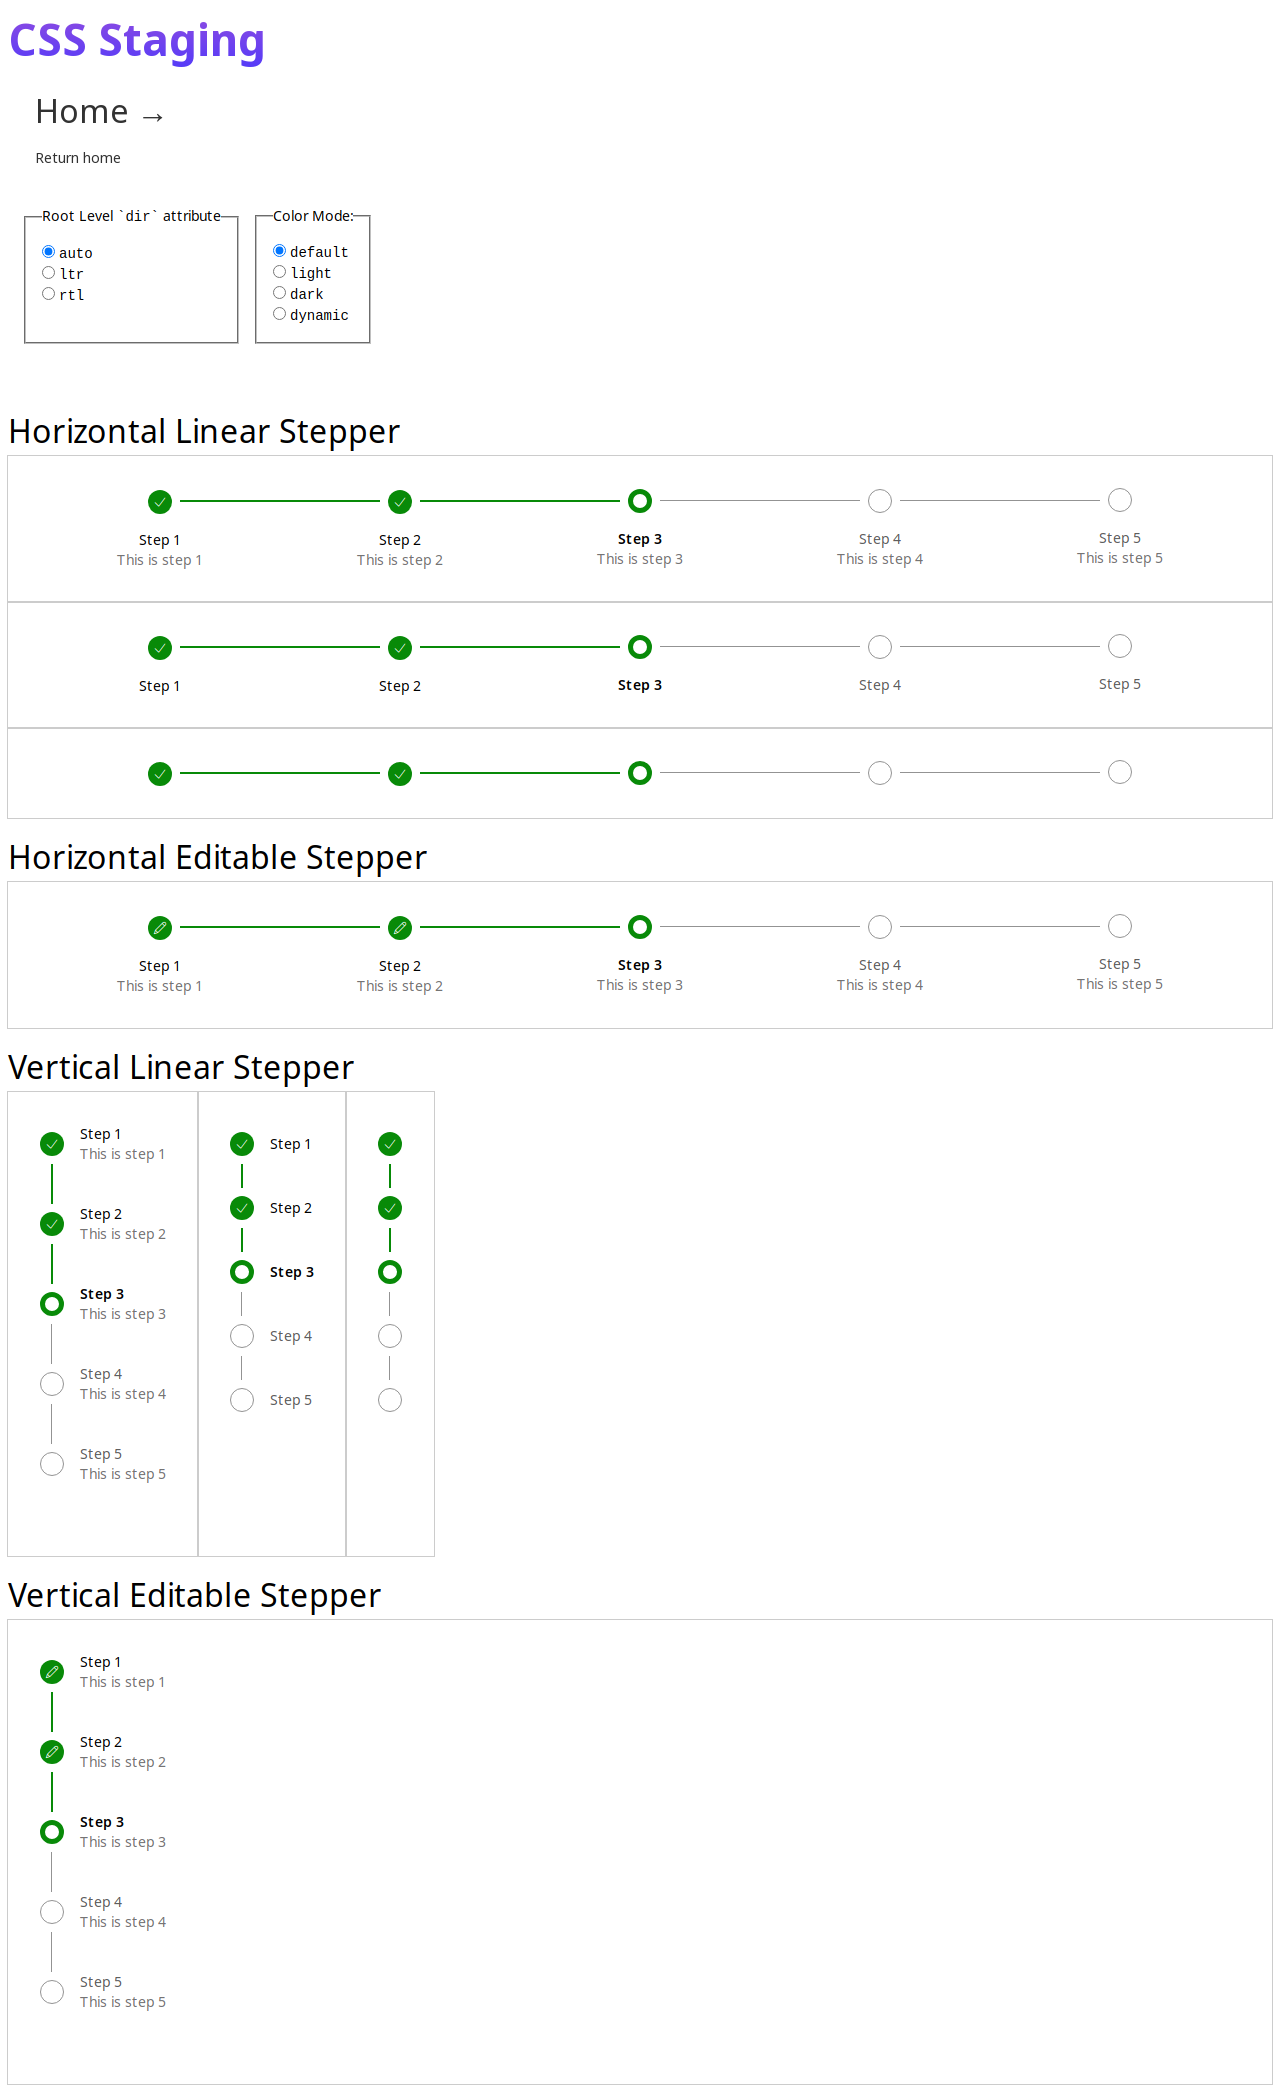 CSS Staging
Home →
Return home
Root Level `dir` attribute
auto
ltr
rtl
Color Mode:
default
light
dark
dynamic
Horizontal Linear Stepper
Step 1 Step 2 Step 3 Step 4 Step 5
This is step 1 This is step 2 This is step 3 This is step 4 This is step 5
Step 1 Step 2 Step 3 Step 4 Step 5
Horizontal Editable Stepper
Step 1 Step 2 Step 3 Step 4 Step 5
This is step 1 This is step 2 This is step 3 This is step 4 This is step 5
Vertical Linear Stepper
Step 1
This is step 1
Step 2
This is step 2
Step 3
This is step 3
Step 4
This is step 4
Step 5
This is step 5
Step 1
Step 2
Step 3
Step 4
Step 5
Vertical Editable Stepper
Step 1
This is step 1
Step 2
This is step 2
Step 3
This is step 3
Step 4
This is step 4
Step 5
This is step 5